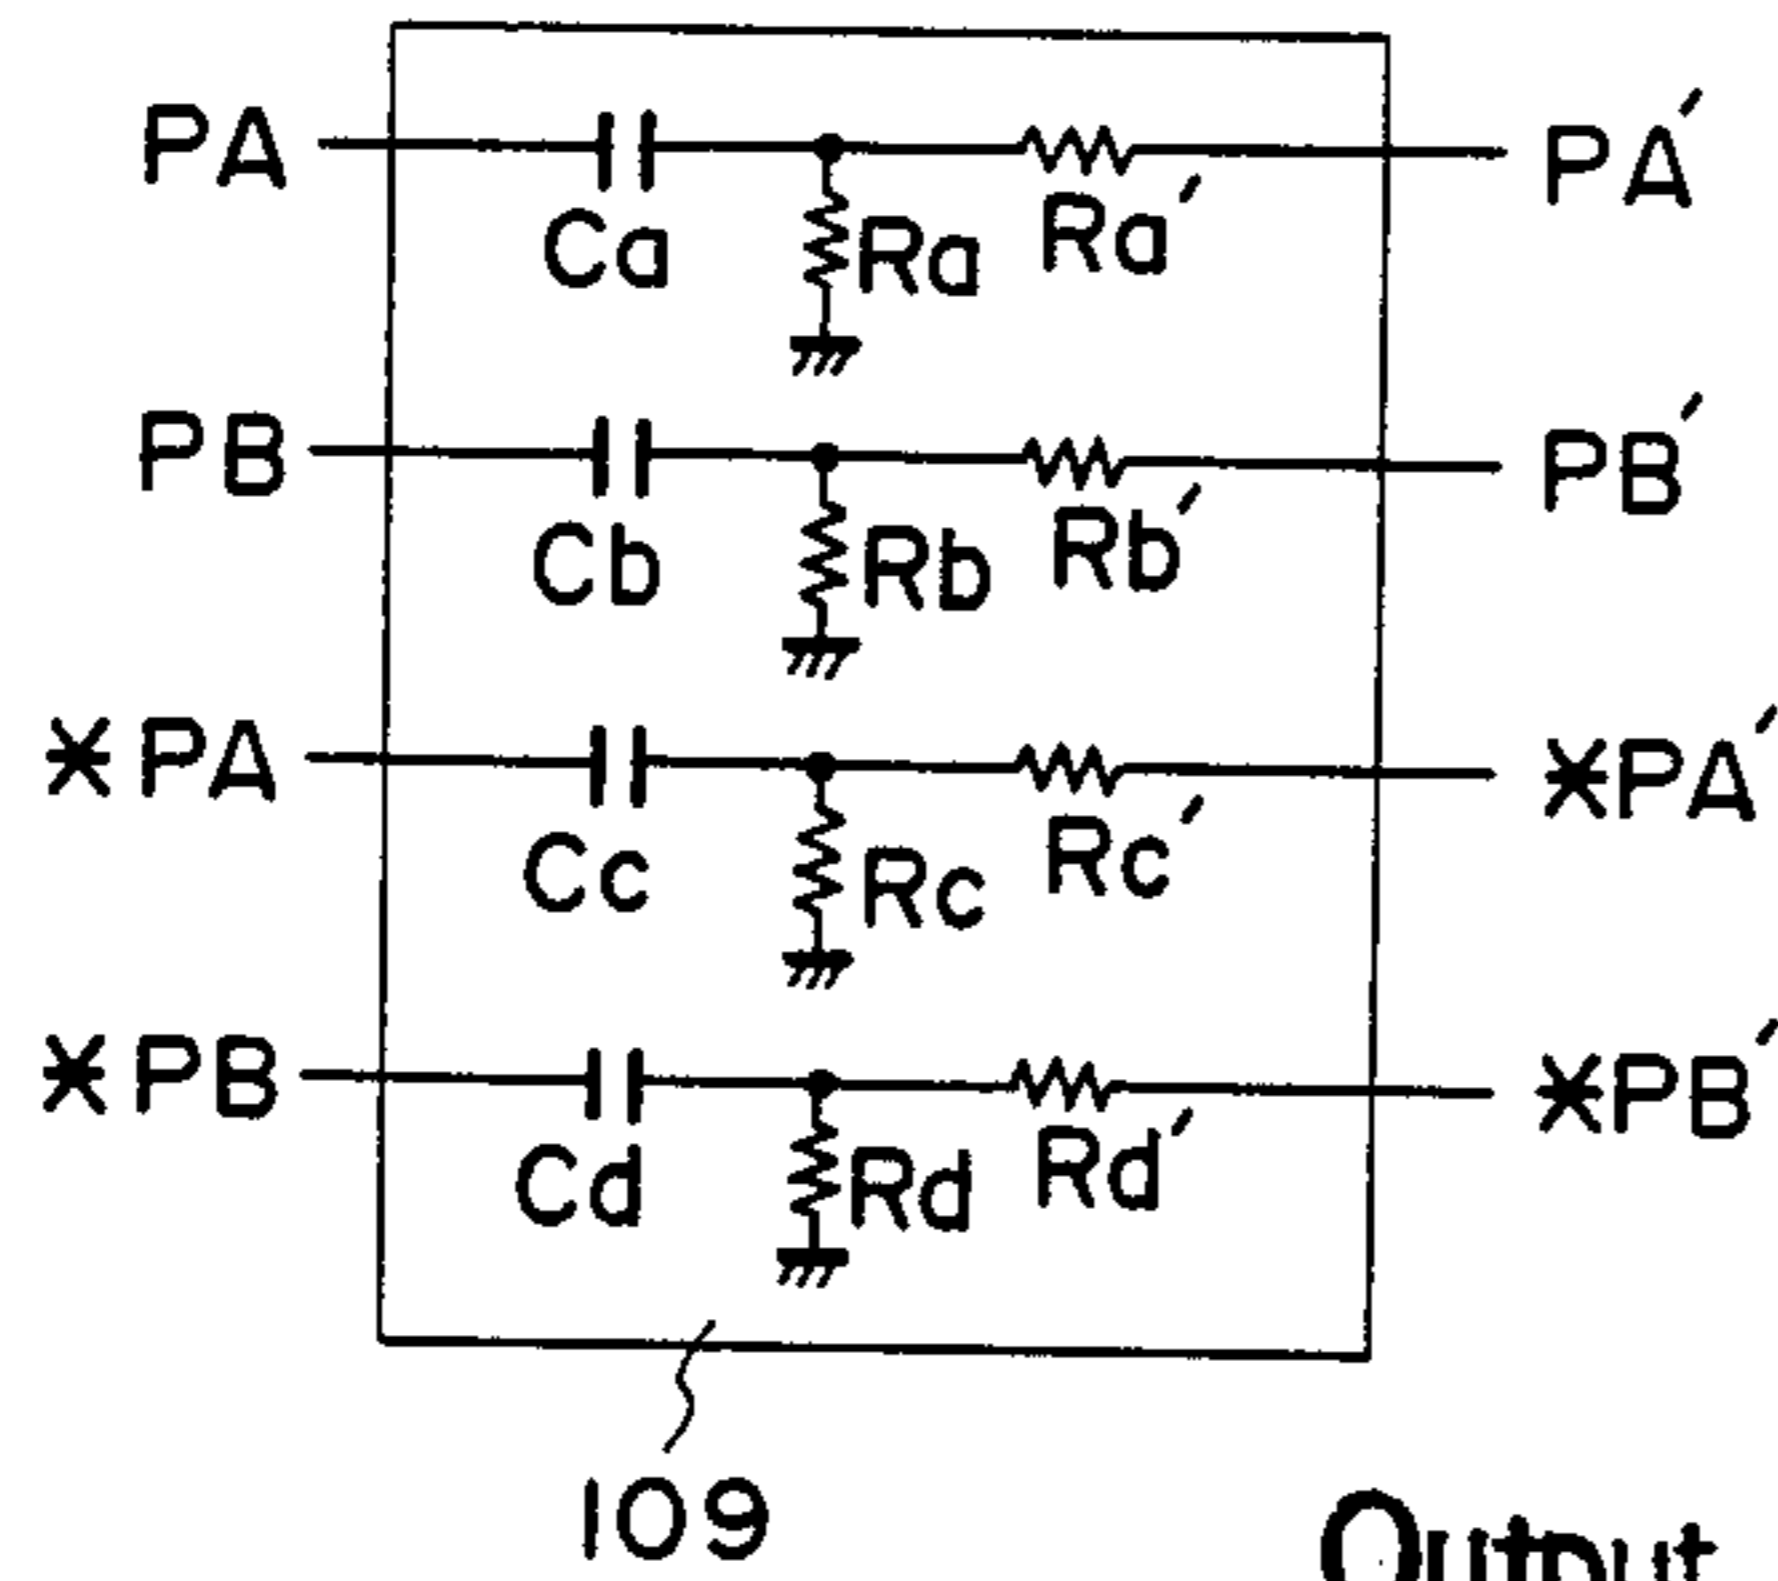 PA PA′
Ca Ra Ra′
PB PB′
Cb Rb Rb′
*PA *PA′
Cc Rc Rc′
*PB *PB′
Cd Rd Rd′
109
Output